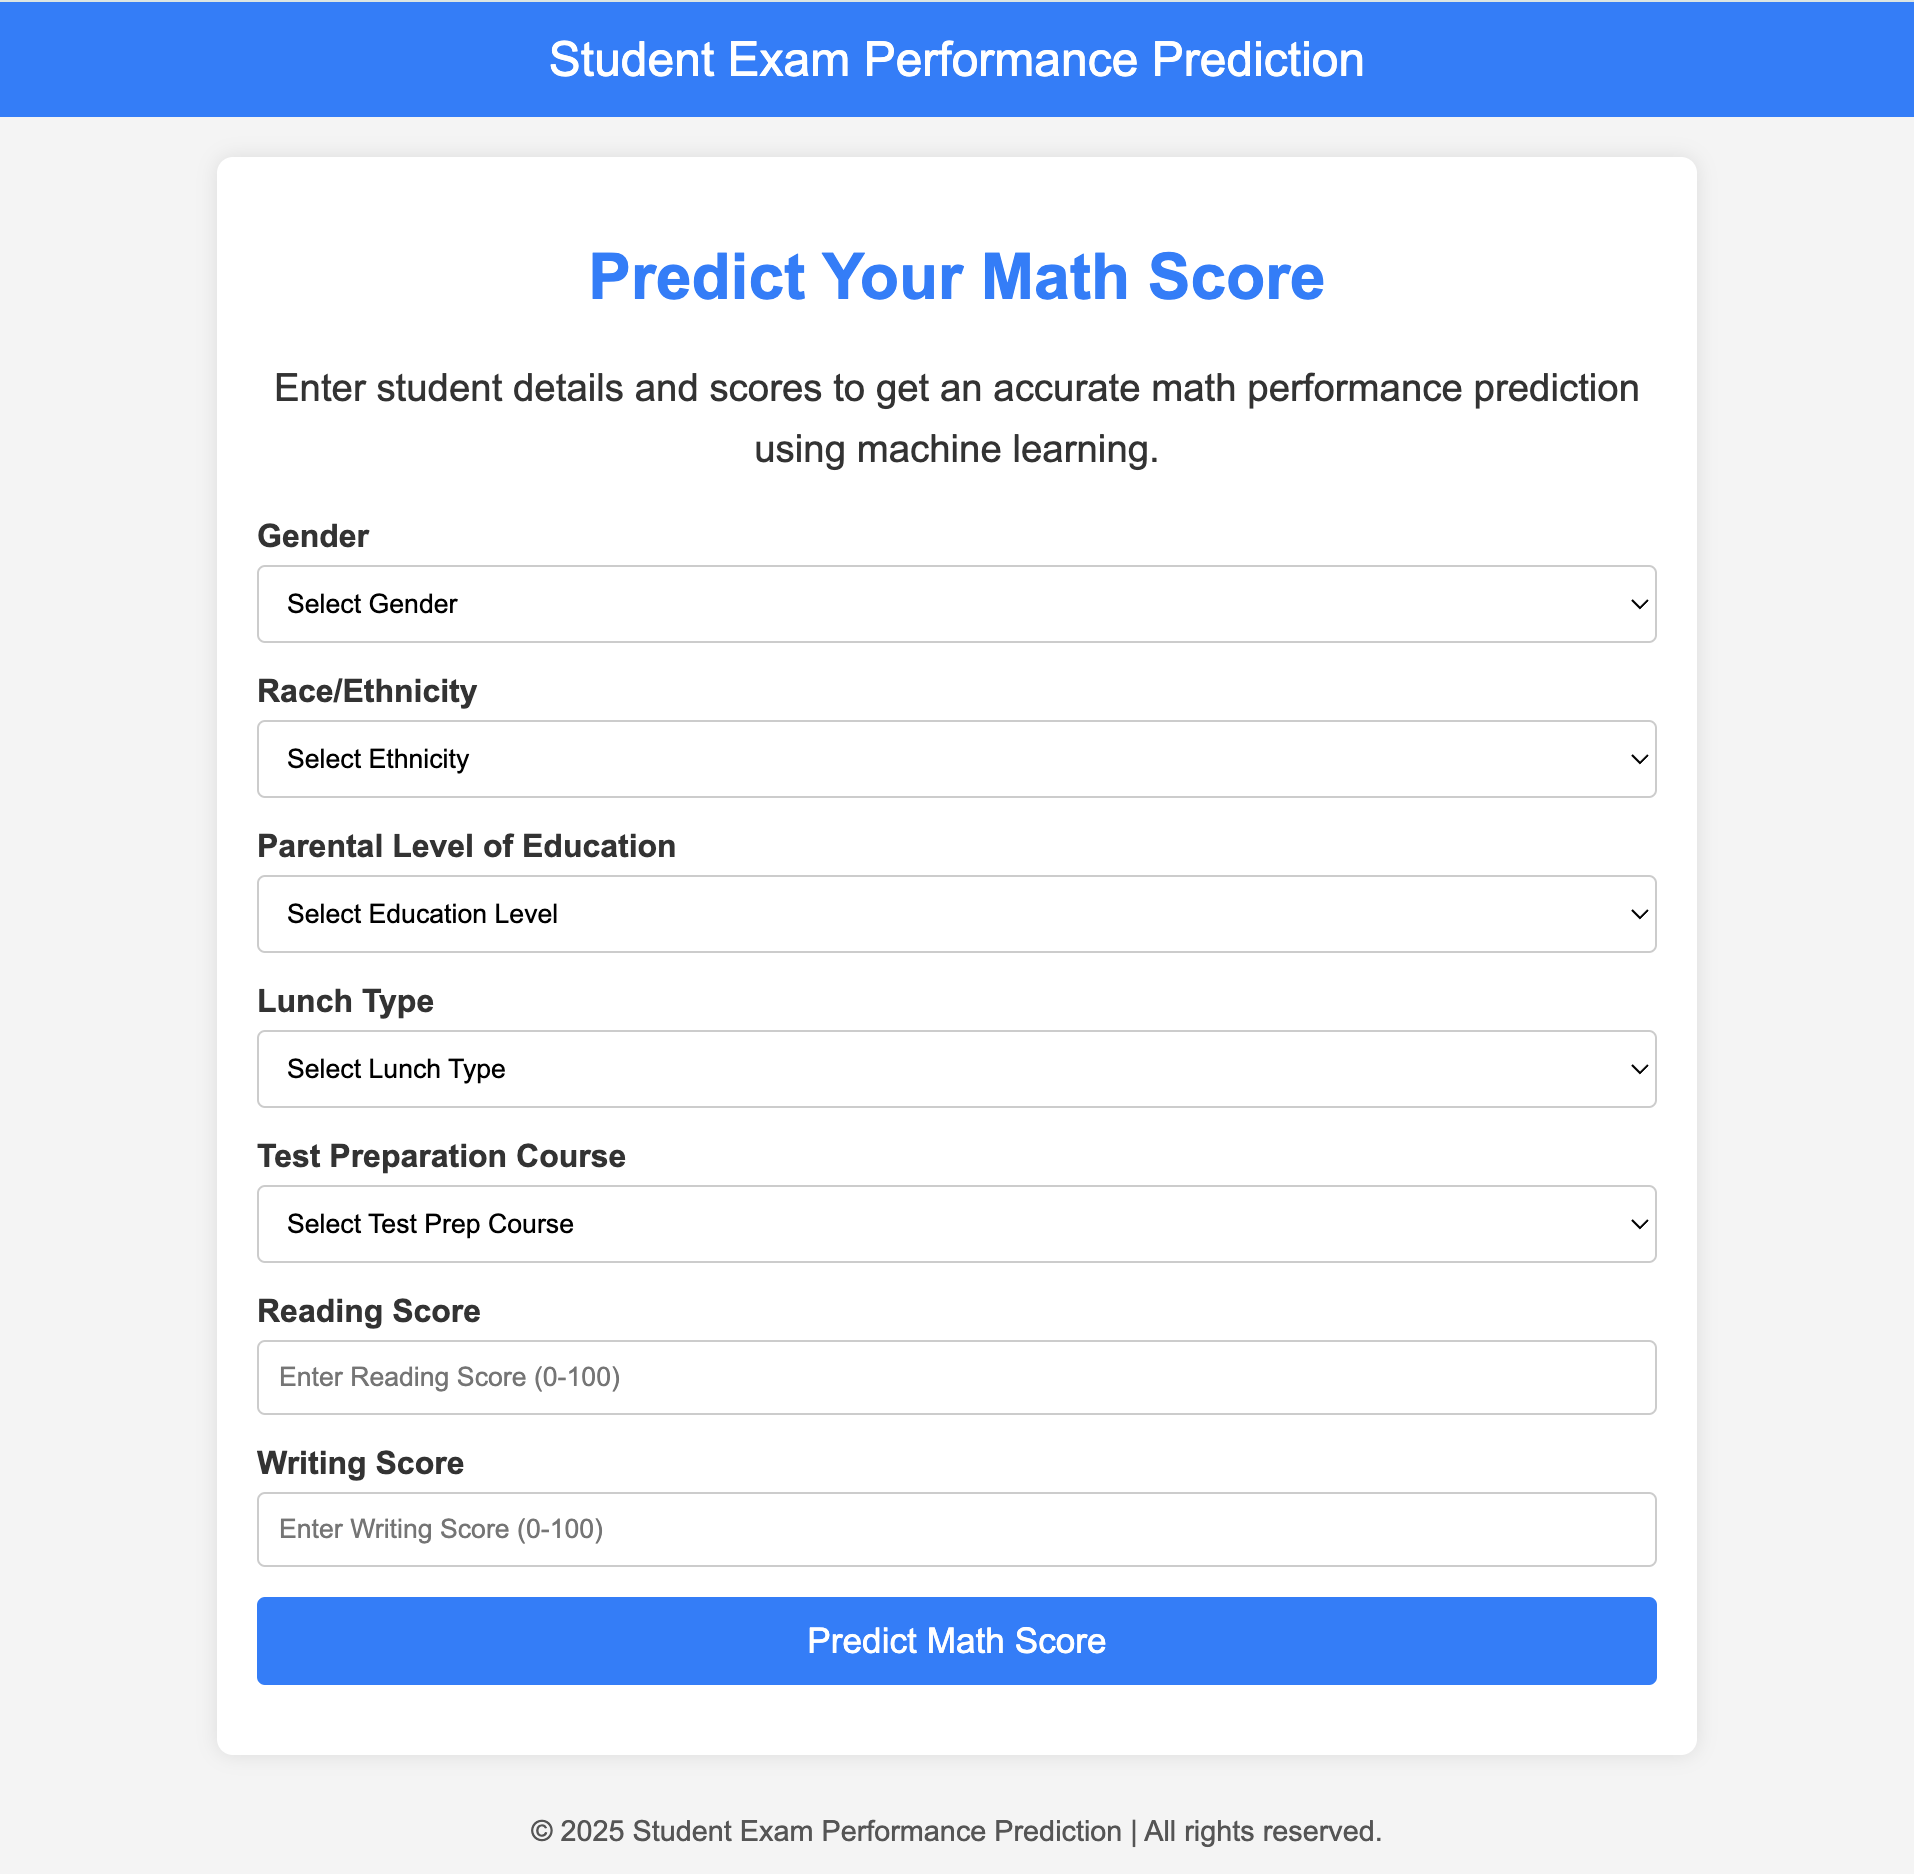 Student Exam Performance Prediction
Predict Your Math Score
Enter student details and scores to get an accurate math performance prediction
using machine learning.
Gender
Select Gender
Race/Ethnicity
Select Ethnicity
Parental Level of Education
Select Education Level
Lunch Type
Select Lunch Type
Test Preparation Course
Select Test Prep Course
Reading Score
Enter Reading Score (0-100)
Writing Score
Enter Writing Score (0-100)
Predict Math Score
© 2025 Student Exam Performance Prediction | All rights reserved.